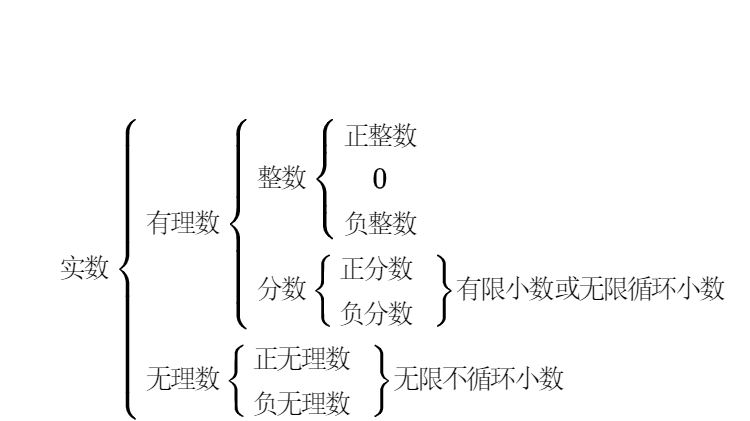 正整数
整数
0
有理数
负整数
实数
正分数
分数
有限小数或无限循环小数
负分数
正无理数
无理数
无限不循环小数
负无理数